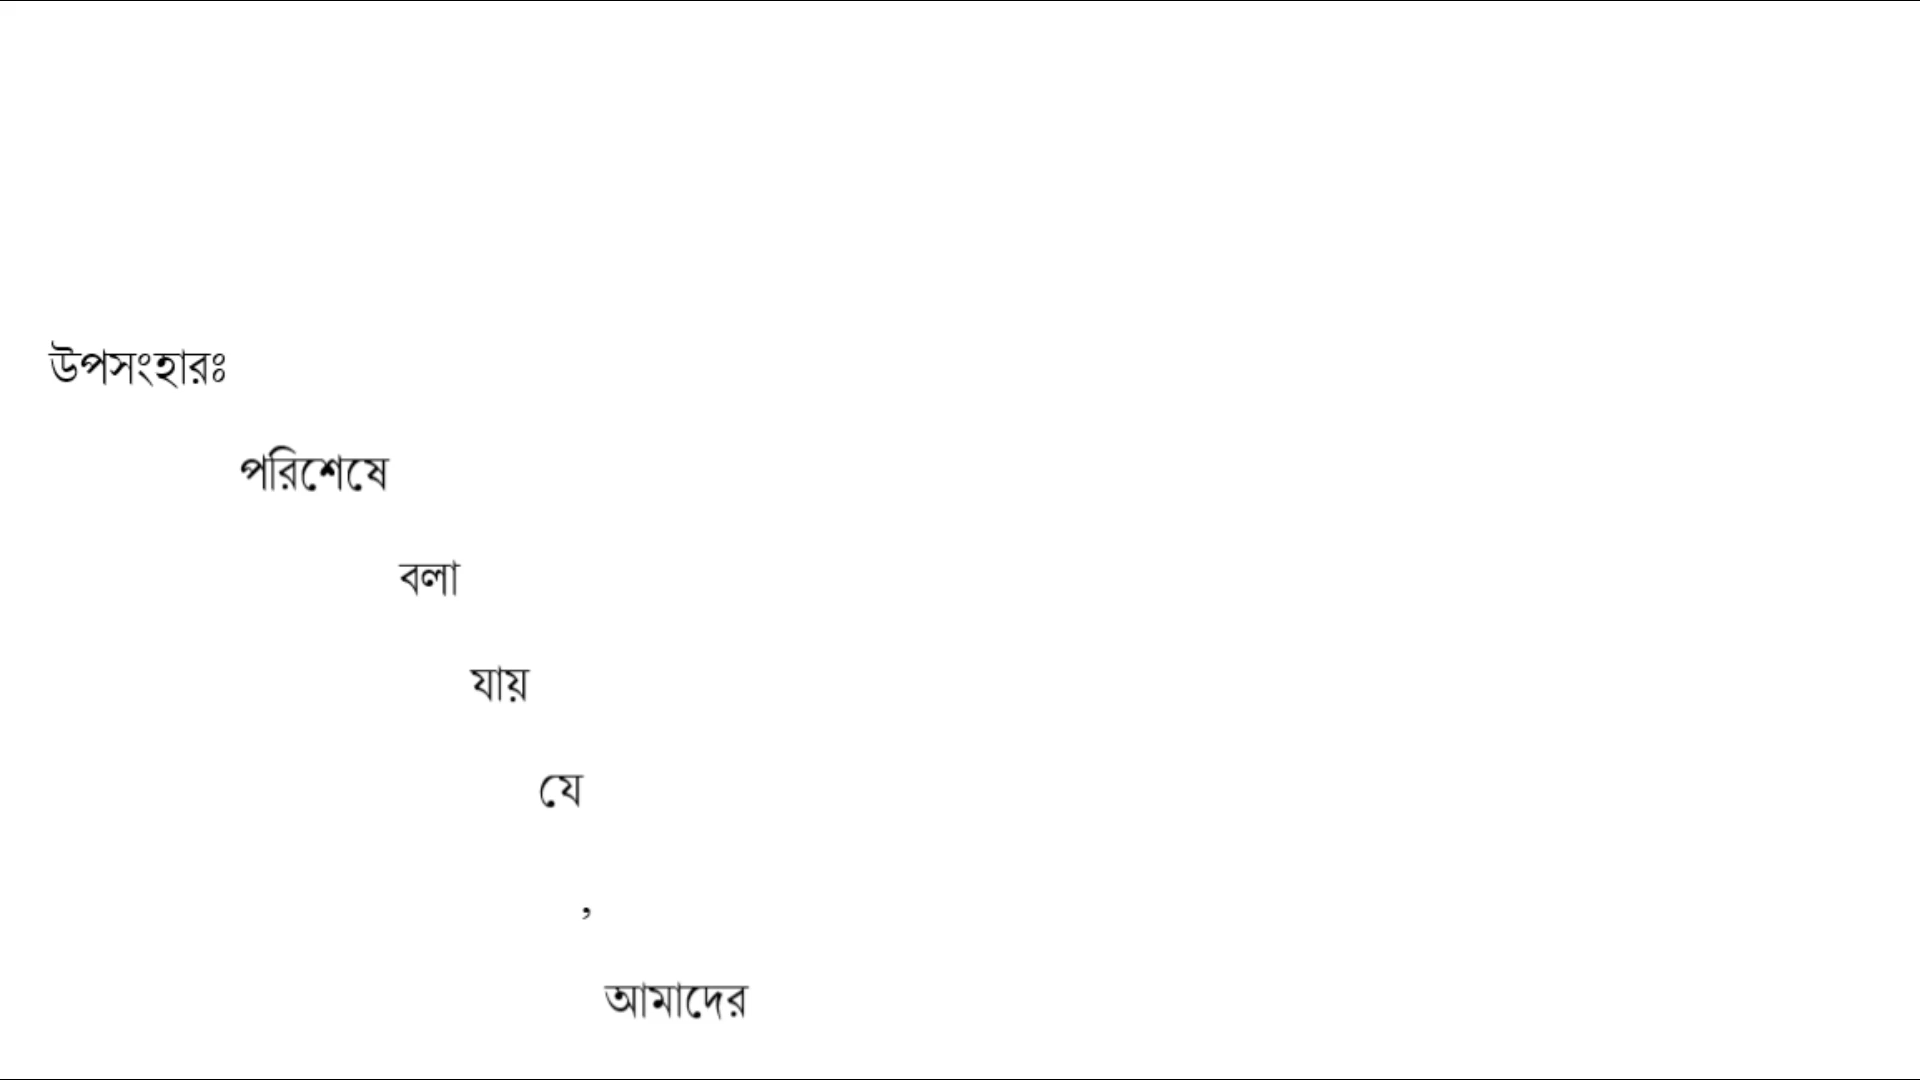 উপসংহারঃ
পরিশেষে
বলা
যায়
যে
,
আমাদের